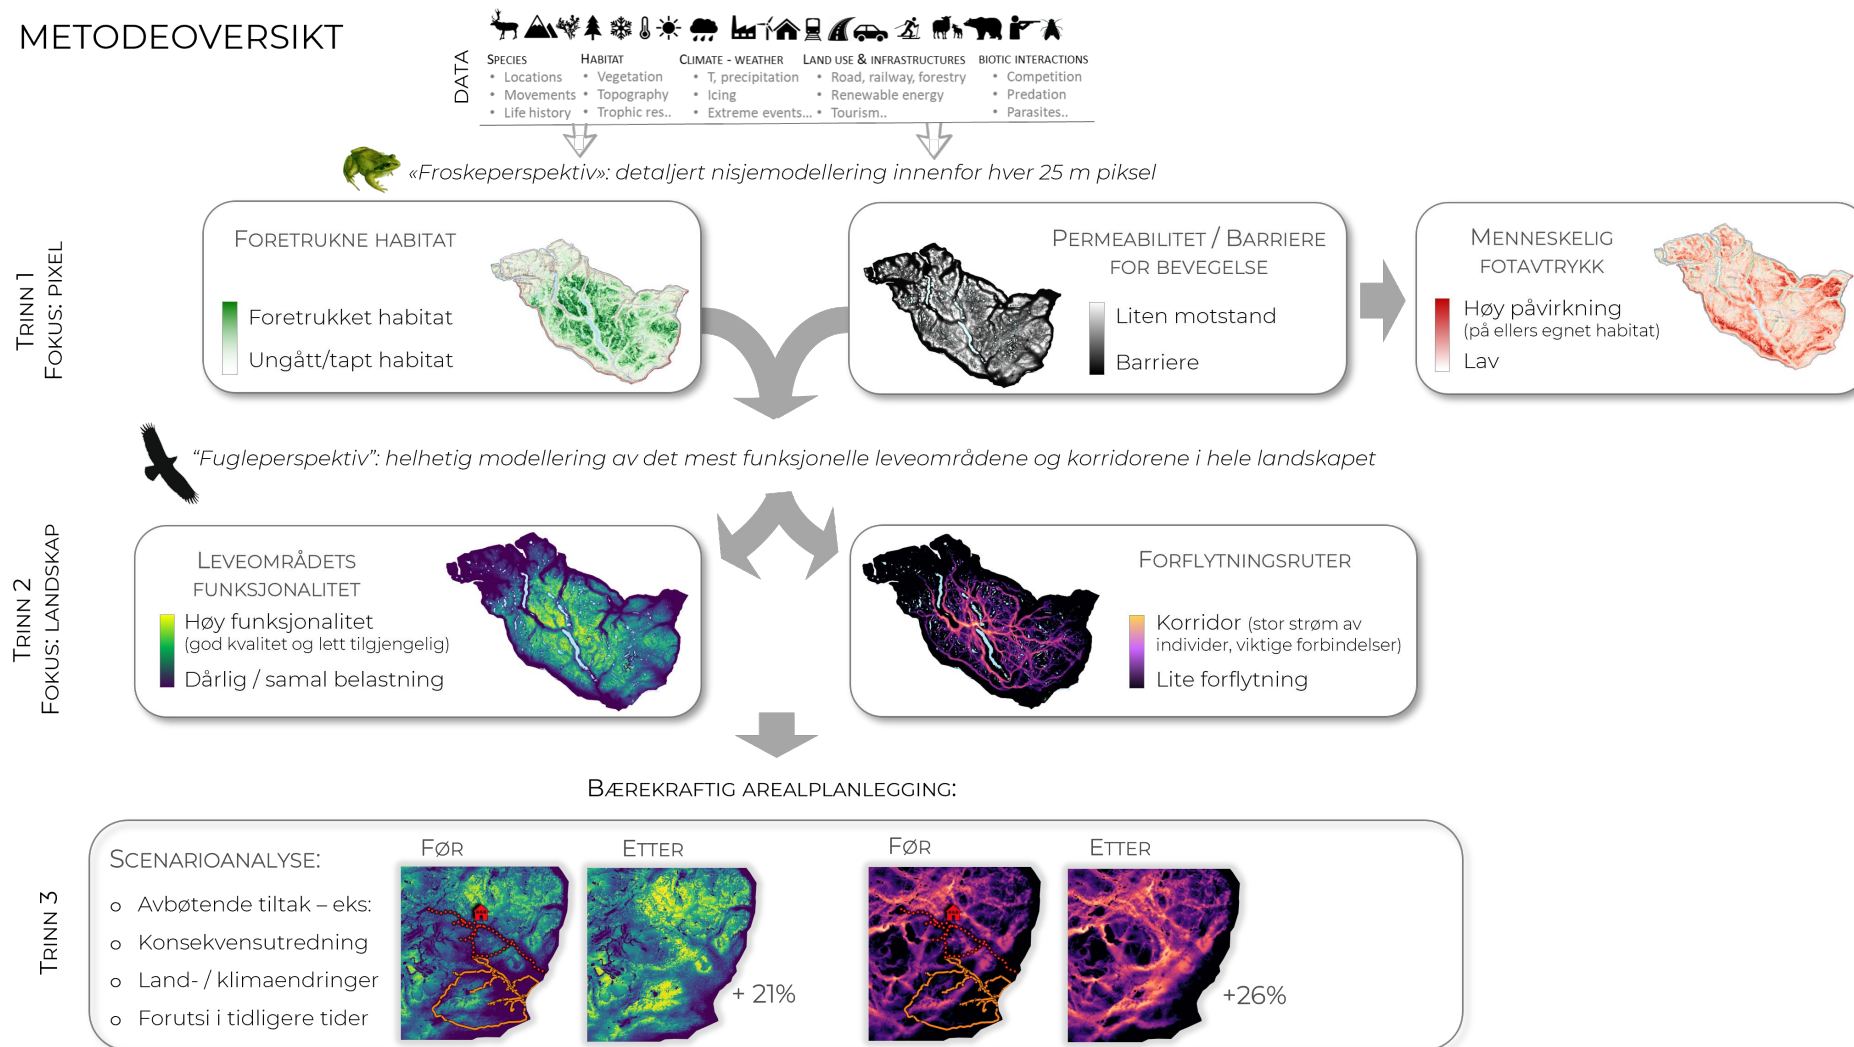 METODEOVERSIKT
DATA
SPECIES
• Locations
• Movements
• Life history
HABITAT
• Vegetation
• Topography
• Trophic res..
CLIMATE - WEATHER
• T, precipitation
• Icing
• Extreme events...
LAND USE & INFRASTRUCTURES
• Road, railway, forestry
• Renewable energy
• Tourism..
BIOTIC INTERACTIONS
• Competition
• Predation
• Parasites..
«Froskeperspektiv»: detaljert nisjemodellering innenfor hver 25 m piksel
TRINN 1
FOKUS: PIXEL
FORETRUKNE HABITAT
Foretrukket habitat
Ungått/tapt habitat
PERMEABILITET / BARRIERE
FOR BEVEGELSE
Liten motstand
Barriere
MENNESKELIG
FOTAVTRYKK
Høy påvirkning
(på ellers egnet habitat)
Lav
“Fugleperspektiv”: helhetig modellering av det mest funksjonelle leveområdene og korridorene i hele landskapet
TRINN 2
FOKUS: LANDSKAP
LEVEOMRÅDETS
FUNKSJONALITET
Høy funksjonalitet
(god kvalitet og lett tilgjengelig)
Dårlig / samal belastning
FORFLYTNINGSRUTER
Korridor (stor strøm av
individer, viktige forbindelser)
Lite forflytning
BÆREKRAFTIG AREALPLANLEGGING:
TRINN 3
SCENARIOANALYSE:
o Avbøtende tiltak – eks:
o Konsekvensutredning
o Land- / klimaendringer
o Forutsi i tidligere tider
FØR
ETTER
+ 21%
FØR
ETTER
+26%